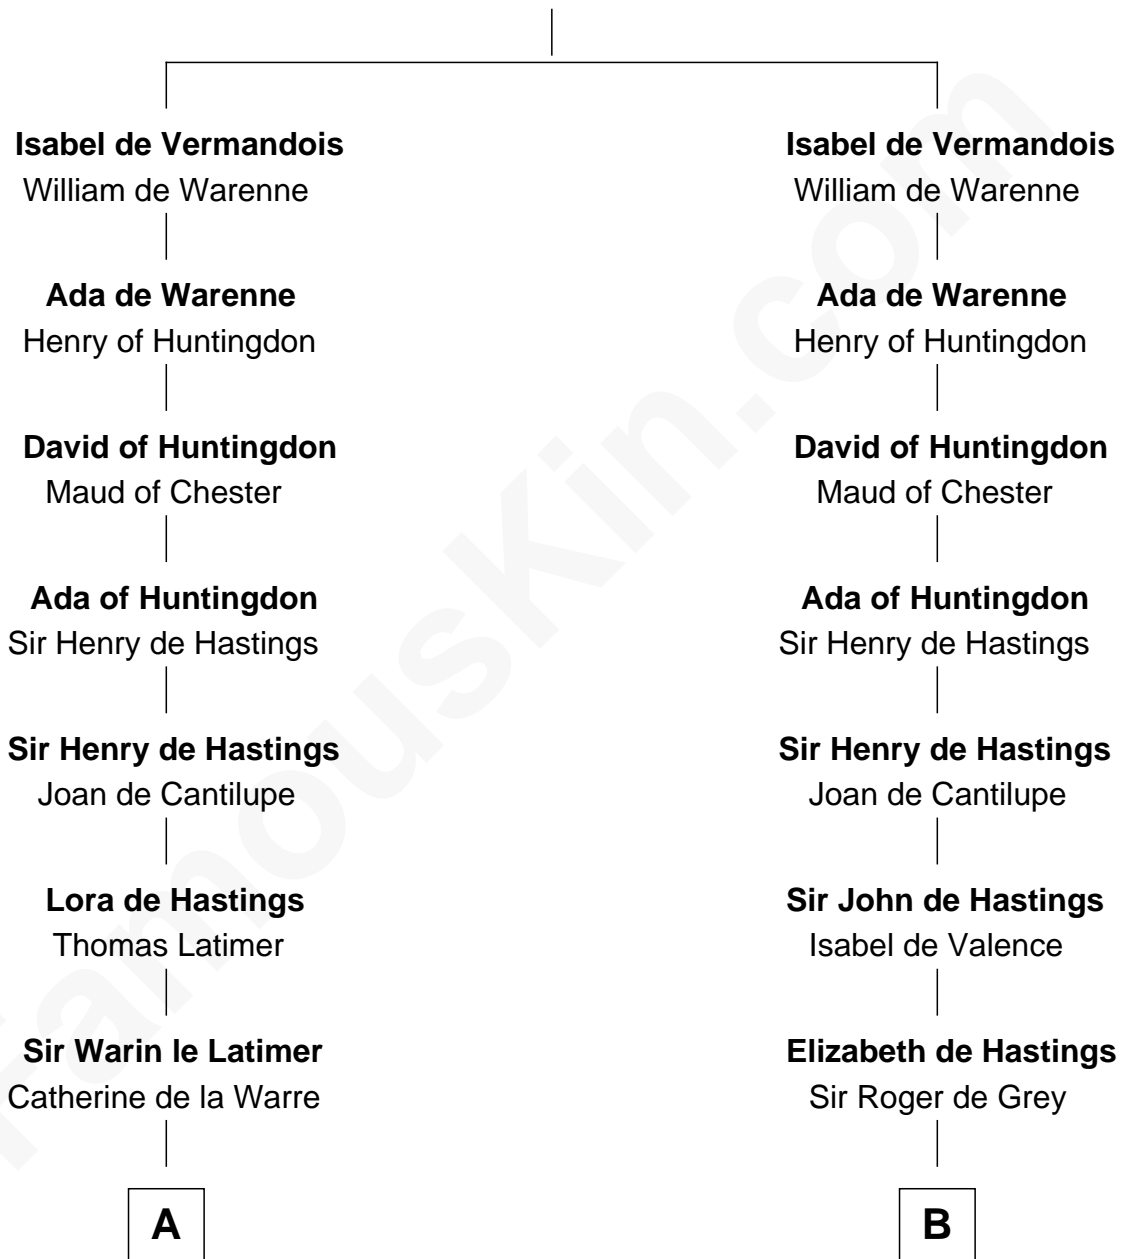 Isabel de Vermandois
William de Warenne
Ada de Warenne
Henry of Huntingdon
David of Huntingdon
Maud of Chester
Ada of Huntingdon
Sir Henry de Hastings
Sir Henry de Hastings
Joan de Cantilupe
Lora de Hastings
Thomas Latimer
Sir Warin le Latimer
Catherine de la Warre
A
Isabel de Vermandois
William de Warenne
Ada de Warenne
Henry of Huntingdon
David of Huntingdon
Maud of Chester
Ada of Huntingdon
Sir Henry de Hastings
Sir Henry de Hastings
Joan de Cantilupe
Sir John de Hastings
Isabel de Valence
Elizabeth de Hastings
Sir Roger de Grey
B
FamousKin.com